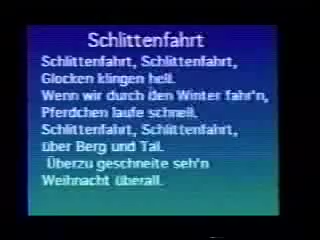 Schlittenfahrt
Schlittenfahrt, Schlittenfahrt,
Glocken klingen hell.
Wenn wir durch den Winter fahr'n,
Pferdchen laufe schnell.
Schlittenfahrt, Schlittenfahrt,
über Berg und Tal.
Überzu geschneite seh'n
Weihnacht überall.